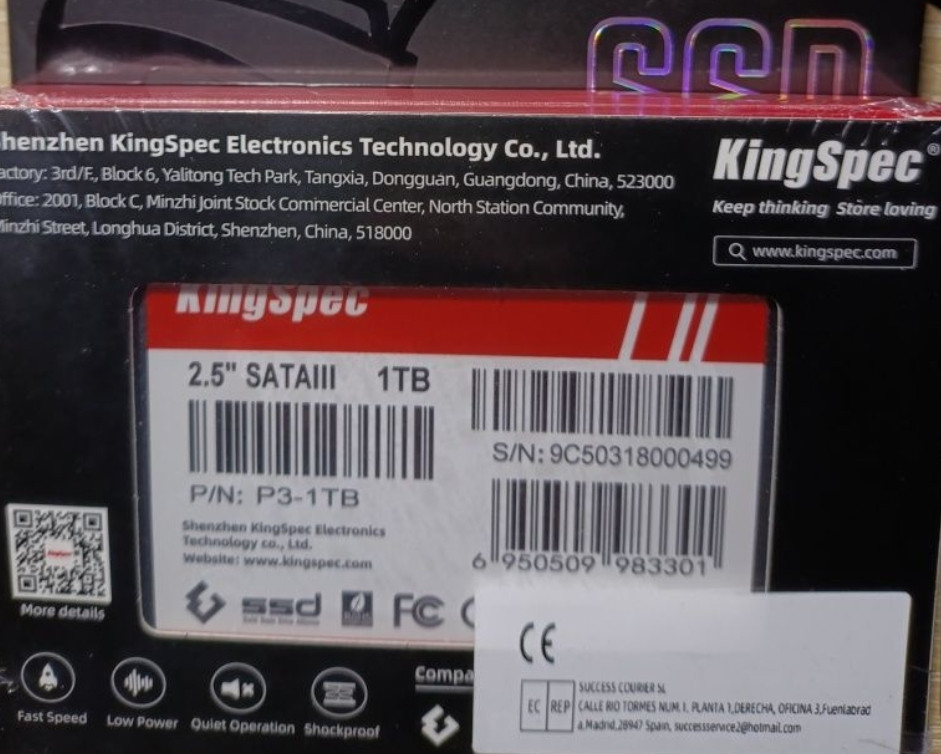 SSD
Shenzhen KingSpec Electronics Technology Co., Ltd.
Factory: 3rd/F., Block 6, Yalitong Tech Park, Tangxia, Dongguan, Guangdong, China, 523000
Office: 2001, Block C, Minzhi Joint Stock Commercial Center, North Station Community,
Minzhi Street, Longhua District, Shenzhen, China, 518000
KingSpec®
Keep thinking Store loving
www.kingspec.com
KingSpec
2.5" SATAIII 1TB
P/N: P3-1TB
S/N: 9C50318000499
6 950509 983301
Shenzhen KingSpec Electronics
Technology co., Ltd.
Website: www.kingspec.com
ssd
FC
More details
Fast Speed
Low Power
Quiet Operation
Shockproof
Compa
CE
EC REP
SUCCESS COURIER SL
CALLE RIO TORMES NUM.1, PLANTA 1,DERECHA, OFICINA 3,Fuenlabrad
a,Madrid,28947 Spain, successservice2@hotmail.com